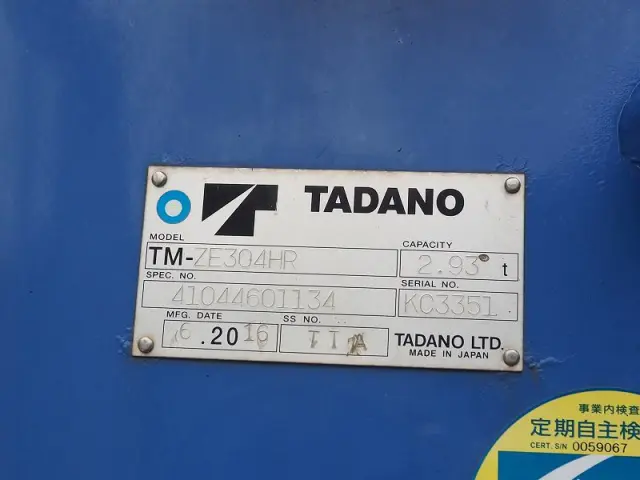 TADANO
MODEL
TM-ZE304HR
CAPACITY
2.93 t
SPEC. NO.
41044601134
SERIAL NO.
KC3351
MFG. DATE
6.2016
SS NO.
TTA
TADANO LTD.
MADE IN JAPAN
事業内検査
定期自主検
CERT. S/N 0059067